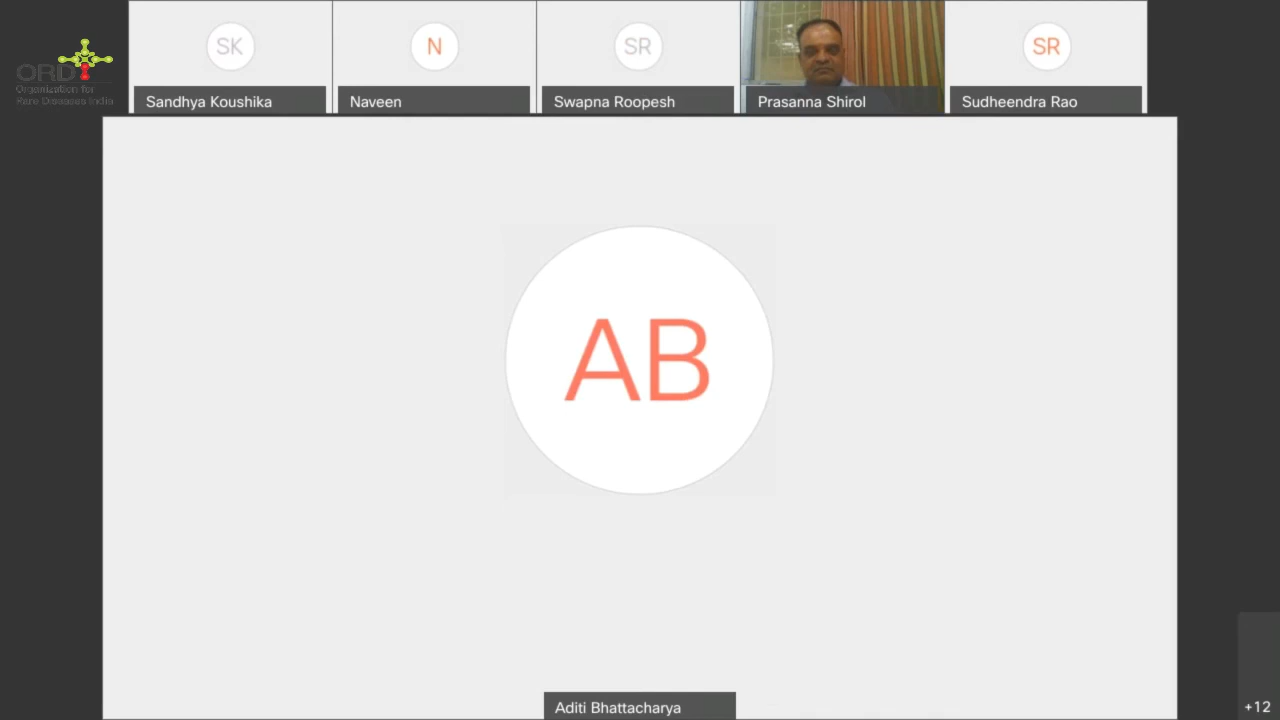 ORD
Organization for
Rare Diseases India
SK
Sandhya Koushika
N
Naveen
SR
Swapna Roopesh
Prasanna Shirol
SR
Sudheendra Rao
AB
Aditi Bhattacharya
+12